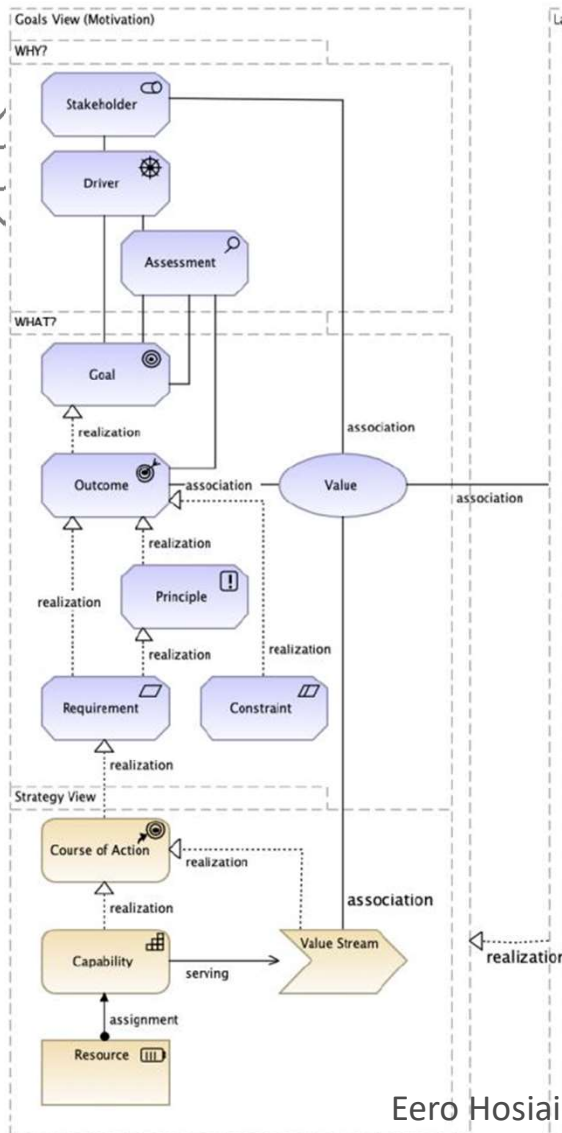 Goals View (Motivation)
WHY?
Stakeholder
Driver
Assessment
WHAT?
Goal
association
realization
Outcome
association
Value
association
realization
Principle
realization
realization
realization
Requirement
Constraint
realization
Strategy View
Course of Action
realization
association
realization
Value Stream
Capability
serving
realization
assignment
Resource
Eero Hosiai